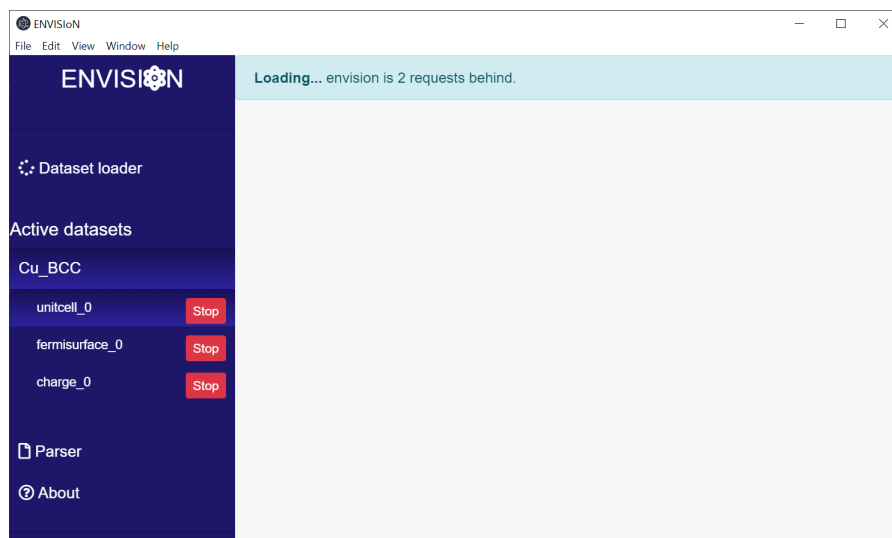 ENVISIoN
File Edit View Window Help
ENVISION
Loading... envision is 2 requests behind.
Dataset loader
Active datasets
Cu_BCC
unitcell_0 Stop
fermisurface_0 Stop
charge_0 Stop
Parser
About